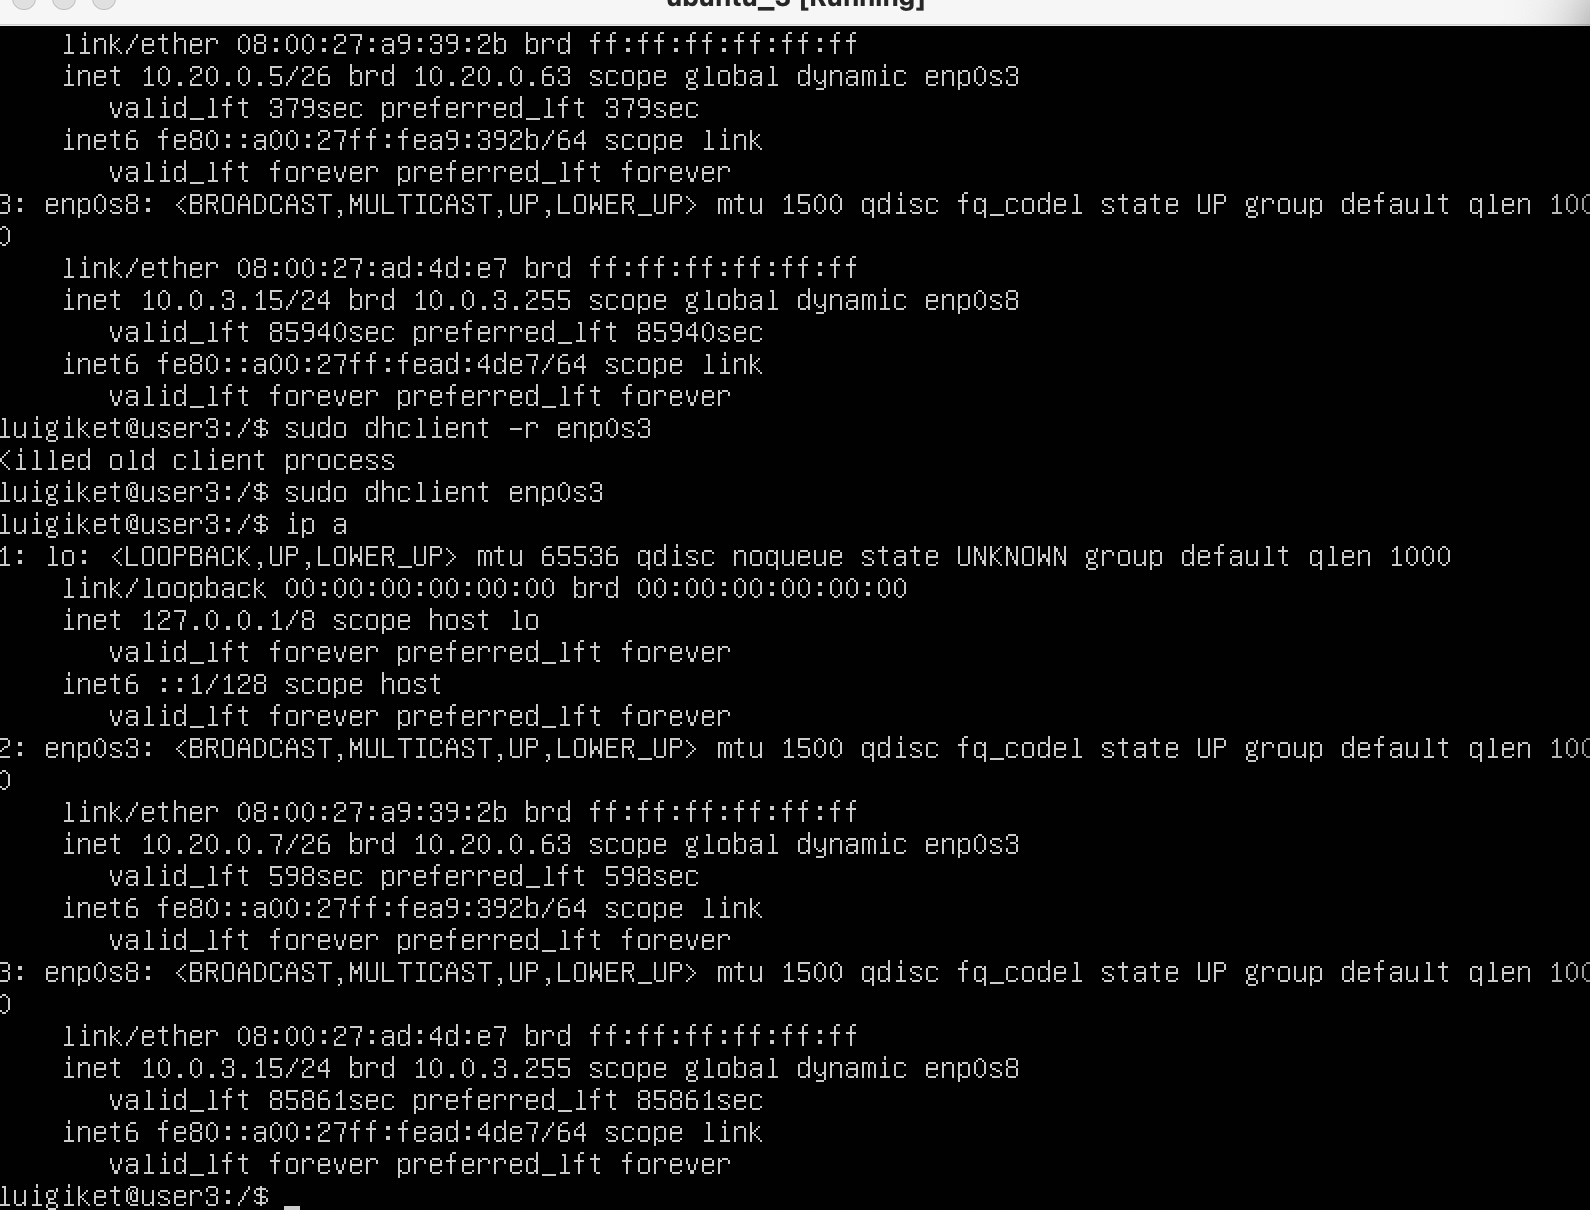 ubuntu_3 [Running]
link/ether 08:00:27:a9:39:2b brd ff:ff:ff:ff:ff:ff
inet 10.20.0.5/26 brd 10.20.0.63 scope global dynamic enp0s3
valid_lft 379sec preferred_lft 379sec
inet6 fe80::a00:27ff:fea9:392b/64 scope link
valid_lft forever preferred_lft forever
3: enp0s8: <BROADCAST,MULTICAST,UP,LOWER_UP> mtu 1500 qdisc fq_codel state UP group default qlen 100
0
link/ether 08:00:27:ad:4d:e7 brd ff:ff:ff:ff:ff:ff
inet 10.0.3.15/24 brd 10.0.3.255 scope global dynamic enp0s8
valid_lft 85940sec preferred_lft 85940sec
inet6 fe80::a00:27ff:fead:4de7/64 scope link
valid_lft forever preferred_lft forever
luigiket@user3:/$ sudo dhclient -r enp0s3
Killed old client process
luigiket@user3:/$ sudo dhclient enp0s3
luigiket@user3:/$ ip a
1: lo: <LOOPBACK,UP,LOWER_UP> mtu 65536 qdisc noqueue state UNKNOWN group default qlen 1000
link/loopback 00:00:00:00:00:00 brd 00:00:00:00:00:00
inet 127.0.0.1/8 scope host lo
valid_lft forever preferred_lft forever
inet6 ::1/128 scope host
valid_lft forever preferred_lft forever
2: enp0s3: <BROADCAST,MULTICAST,UP,LOWER_UP> mtu 1500 qdisc fq_codel state UP group default qlen 100
0
link/ether 08:00:27:a9:39:2b brd ff:ff:ff:ff:ff:ff
inet 10.20.0.7/26 brd 10.20.0.63 scope global dynamic enp0s3
valid_lft 598sec preferred_lft 598sec
inet6 fe80::a00:27ff:fea9:392b/64 scope link
valid_lft forever preferred_lft forever
3: enp0s8: <BROADCAST,MULTICAST,UP,LOWER_UP> mtu 1500 qdisc fq_codel state UP group default qlen 100
0
link/ether 08:00:27:ad:4d:e7 brd ff:ff:ff:ff:ff:ff
inet 10.0.3.15/24 brd 10.0.3.255 scope global dynamic enp0s8
valid_lft 85861sec preferred_lft 85861sec
inet6 fe80::a00:27ff:fead:4de7/64 scope link
valid_lft forever preferred_lft forever
luigiket@user3:/$ _